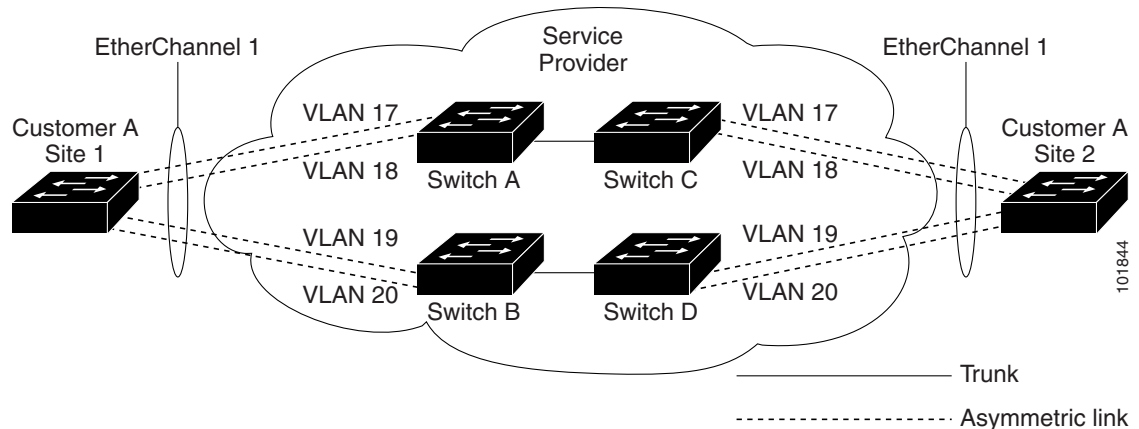 EtherChannel 1
Service
Provider
EtherChannel 1
Customer A
Site 1
VLAN 17
VLAN 18
Switch A
Switch C
VLAN 17
VLAN 18
Customer A
Site 2
VLAN 19
VLAN 20
Switch B
Switch D
VLAN 19
VLAN 20
101844
Trunk
Asymmetric link